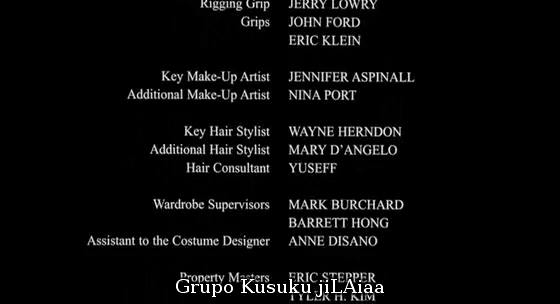 Rigging Grip JERRY LOWRY
Grips JOHN FORD
ERIC KLEIN
Key Make-Up Artist JENNIFER ASPINALL
Additional Make-Up Artist NINA PORT
Key Hair Stylist WAYNE HERNDON
Additional Hair Stylist MARY D'ANGELO
Hair Consultant YUSEFF
Wardrobe Supervisors MARK BURCHARD
BARRETT HONG
Assistant to the Costume Designer ANNE DISANO
Property Masters ERIC STEPPER
Grupo Kusuku jiLAiaa
TYLER H. KIM